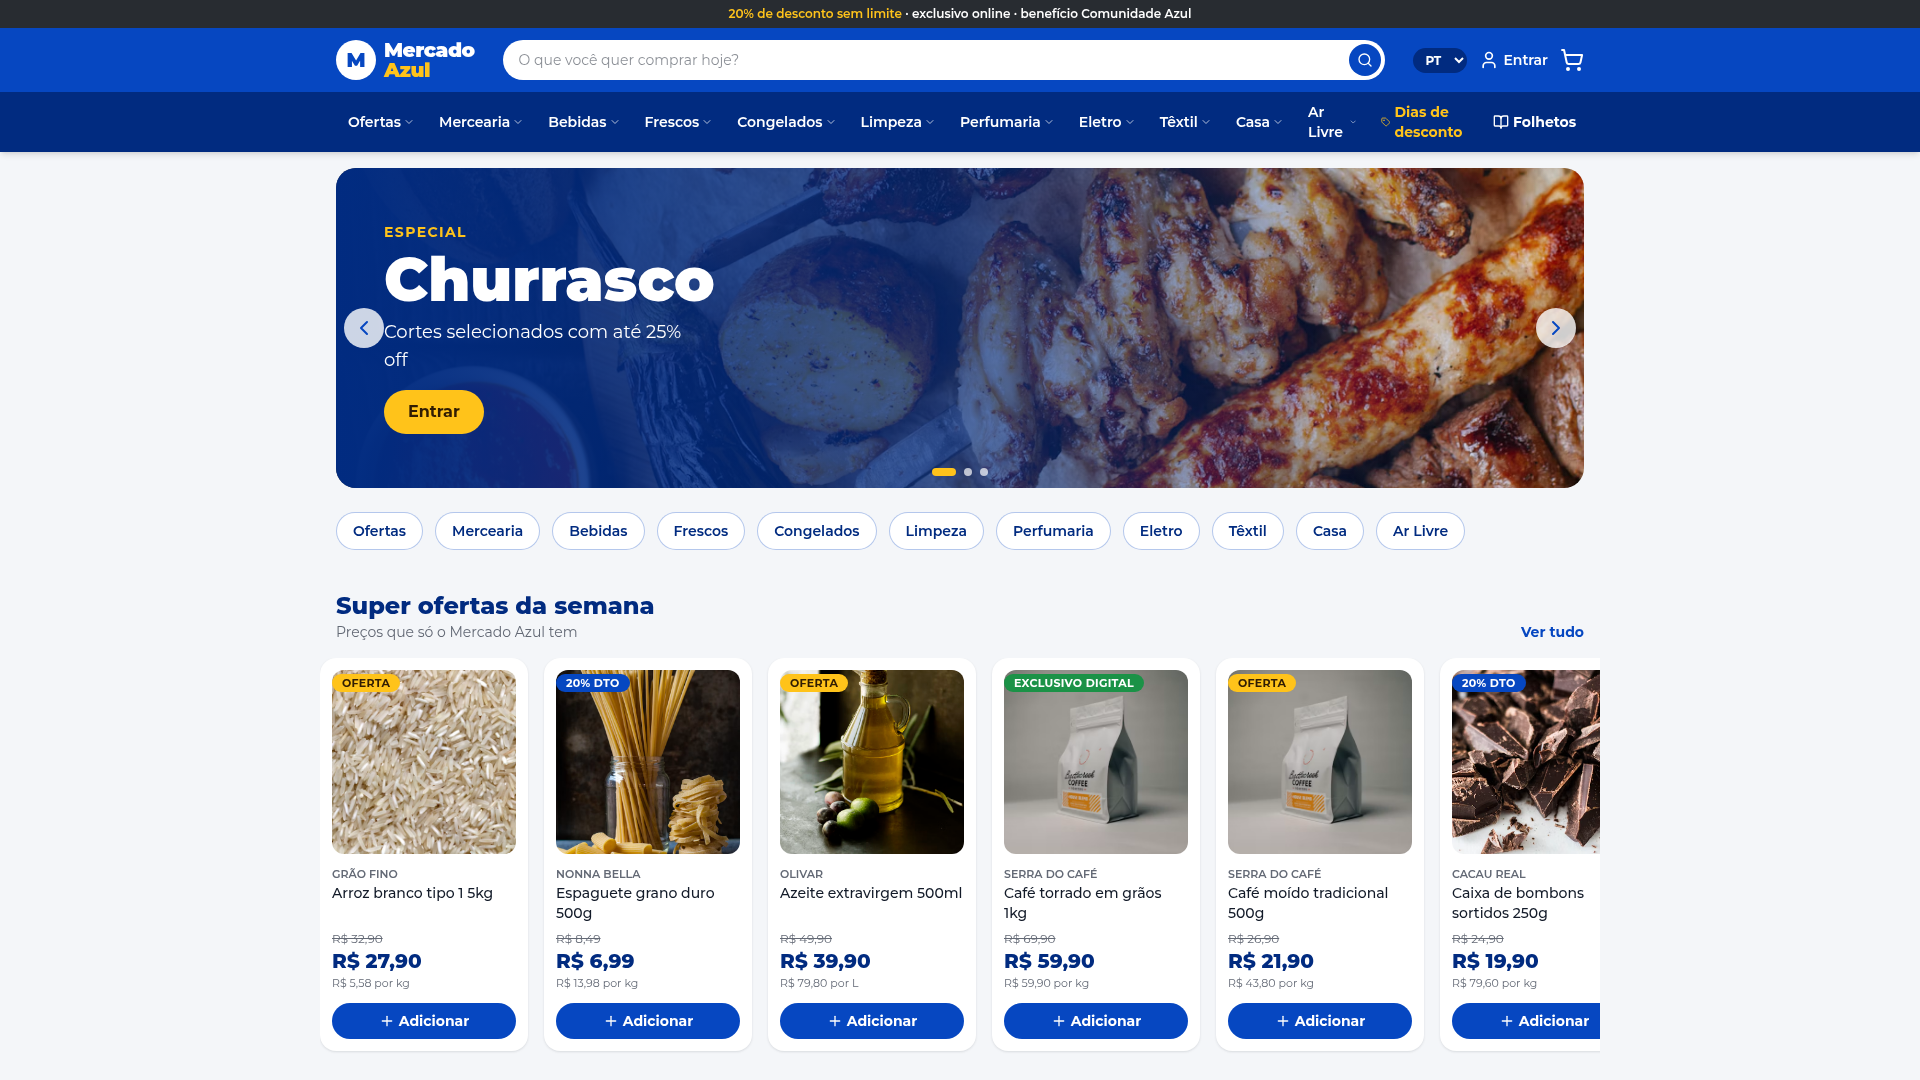 20% de desconto sem limite · exclusivo online · benefício Comunidade Azul
M
Mercado
Azul
O que você quer comprar hoje?
PT
Entrar
Ofertas
Mercearia
Bebidas
Frescos
Congelados
Limpeza
Perfumaria
Eletro
Têxtil
Casa
Ar
Livre
Dias de
desconto
Folhetos
ESPECIAL
Churrasco
Cortes selecionados com até 25%
off
Entrar
Ofertas
Mercearia
Bebidas
Frescos
Congelados
Limpeza
Perfumaria
Eletro
Têxtil
Casa
Ar Livre
Super ofertas da semana
Preços que só o Mercado Azul tem
Ver tudo
OFERTA
GRÃO FINO
Arroz branco tipo 1 5kg
R$ 32,90
R$ 27,90
R$ 5,58 por kg
Adicionar
20% DTO
NONNA BELLA
Espaguete grano duro
500g
R$ 8,49
R$ 6,99
R$ 13,98 por kg
Adicionar
OFERTA
OLIVAR
Azeite extravirgem 500ml
R$ 49,90
R$ 39,90
R$ 79,80 por L
Adicionar
EXCLUSIVO DIGITAL
COFFEE
SERRA DO CAFÉ
Café torrado em grãos
1kg
R$ 69,90
R$ 59,90
R$ 59,90 por kg
Adicionar
OFERTA
COFFEE
SERRA DO CAFÉ
Café moído tradicional
500g
R$ 26,90
R$ 21,90
R$ 43,80 por kg
Adicionar
20% DTO
CACAU REAL
Caixa de bombons
sortidos 250g
R$ 24,90
R$ 19,90
R$ 79,60 por kg
Adicionar